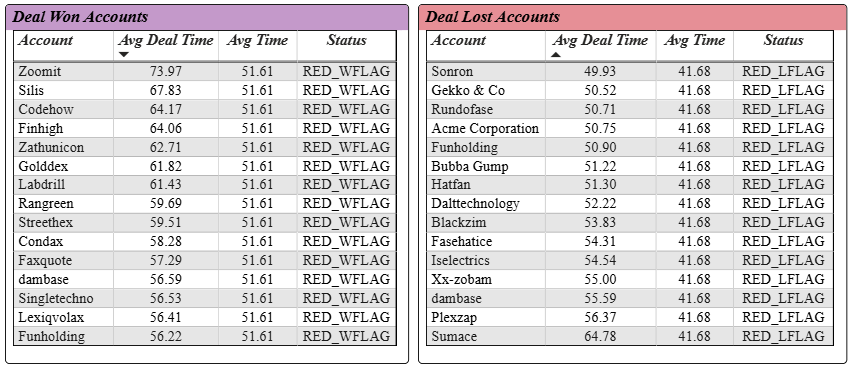 Deal Won Accounts
Account Avg Deal Time Avg Time Status
Zoomit 73.97 51.61 RED_WFLAG
Silis 67.83 51.61 RED_WFLAG
Codehow 64.17 51.61 RED_WFLAG
Finhigh 64.06 51.61 RED_WFLAG
Zathunicon 62.71 51.61 RED_WFLAG
Golddex 61.82 51.61 RED_WFLAG
Labdrill 61.43 51.61 RED_WFLAG
Rangreen 59.69 51.61 RED_WFLAG
Streethex 59.51 51.61 RED_WFLAG
Condax 58.28 51.61 RED_WFLAG
Faxquote 57.29 51.61 RED_WFLAG
dambase 56.59 51.61 RED_WFLAG
Singletechno 56.53 51.61 RED_WFLAG
Lexiqvolax 56.41 51.61 RED_WFLAG
Funholding 56.22 51.61 RED_WFLAG
Deal Lost Accounts
Account Avg Deal Time Avg Time Status
Sonron 49.93 41.68 RED_LFLAG
Gekko & Co 50.52 41.68 RED_LFLAG
Rundofase 50.71 41.68 RED_LFLAG
Acme Corporation 50.75 41.68 RED_LFLAG
Funholding 50.90 41.68 RED_LFLAG
Bubba Gump 51.22 41.68 RED_LFLAG
Hatfan 51.30 41.68 RED_LFLAG
Dalttechnology 52.22 41.68 RED_LFLAG
Blackzim 53.83 41.68 RED_LFLAG
Fasehatice 54.31 41.68 RED_LFLAG
Iselectrics 54.54 41.68 RED_LFLAG
Xx-zobam 55.00 41.68 RED_LFLAG
dambase 55.59 41.68 RED_LFLAG
Plexzap 56.37 41.68 RED_LFLAG
Sumace 64.78 41.68 RED_LFLAG